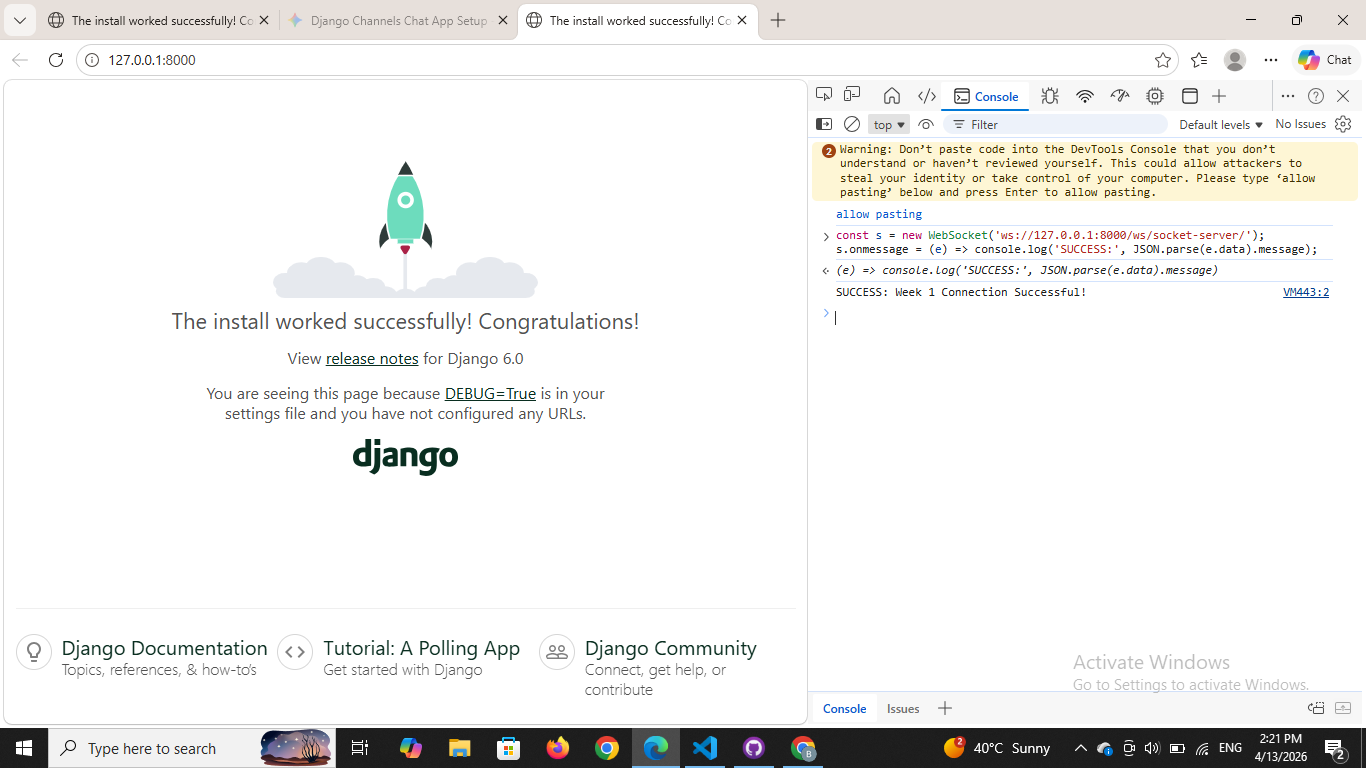 The install worked successfully! Co
Django Channels Chat App Setup
The install worked successfully! Co
127.0.0.1:8000
Chat
Console
top
Filter
Default levels
No Issues
2
Warning: Don’t paste code into the DevTools Console that you don’t
understand or haven’t reviewed yourself. This could allow attackers to
steal your identity or take control of your computer. Please type ‘allow
pasting’ below and press Enter to allow pasting.
allow pasting
const s = new WebSocket('ws://127.0.0.1:8000/ws/socket-server/');
s.onmessage = (e) => console.log('SUCCESS:', JSON.parse(e.data).message);
(e) => console.log('SUCCESS:', JSON.parse(e.data).message)
SUCCESS: Week 1 Connection Successful!
VM443:2
The install worked successfully! Congratulations!
View release notes for Django 6.0
You are seeing this page because DEBUG=True is in your
settings file and you have not configured any URLs.
django
Django Documentation
Topics, references, & how-to’s
Tutorial: A Polling App
Get started with Django
Django Community
Connect, get help, or
contribute
Activate Windows
Go to Settings to activate Windows.
Console
Issues
Type here to search
B
2
40°C Sunny
ENG
2:21 PM
4/13/2026
2